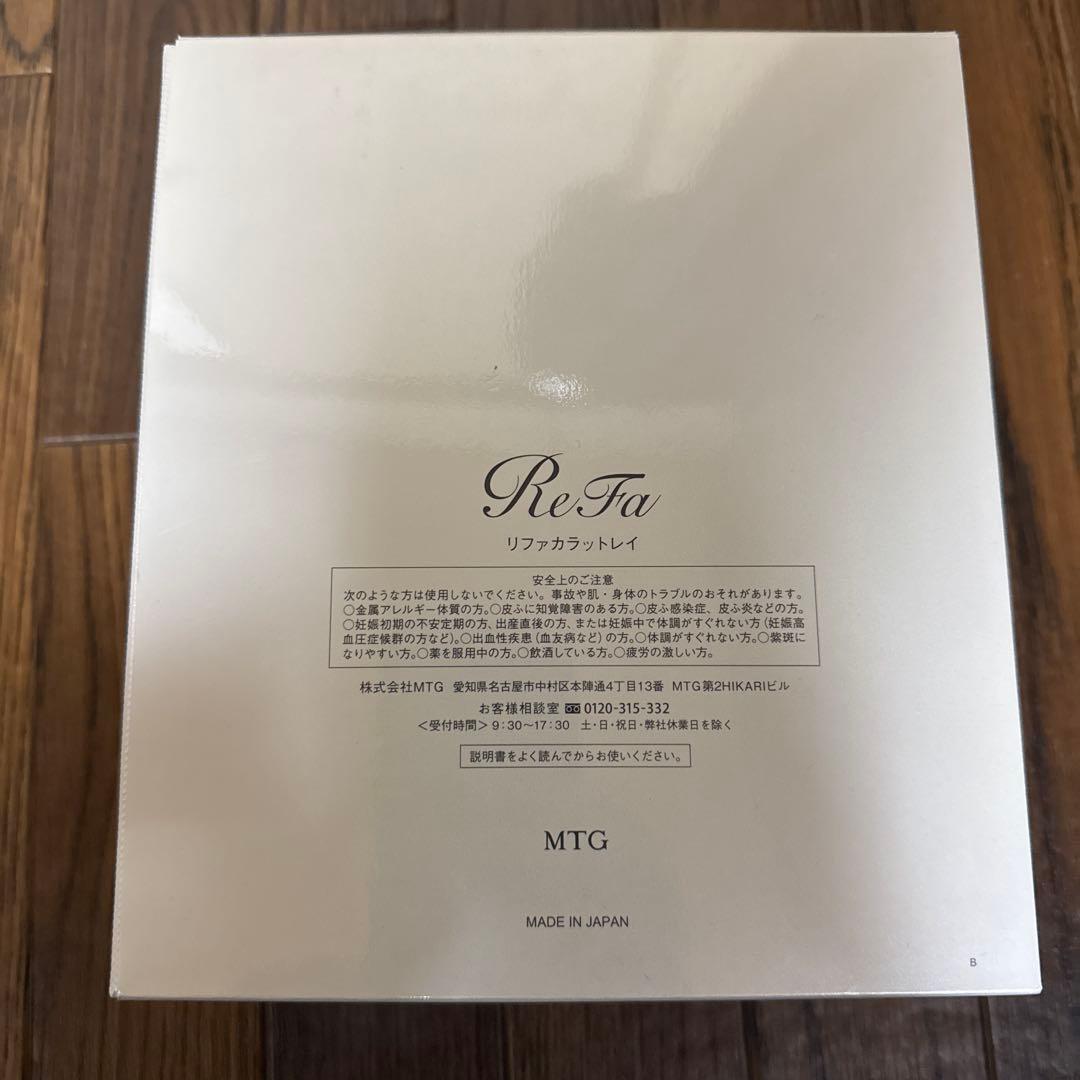 ReFa
リファカラットレイ
安全上のご注意
次のような方は使用しないでください。事故や肌・身体のトラブルのおそれがあります。
○金属アレルギー体質の方。○皮ふに知覚障害のある方。○皮ふ感染症、皮ふ炎などの方。
○妊娠初期の不安定期の方、出産直後の方、または妊娠中で体調がすぐれない方（妊娠高
血圧症候群の方など）。○出血性疾患（血友病など）の方。○体調がすぐれない方。○紫斑に
なりやすい方。○薬を服用中の方。○飲酒している方。○疲労の激しい方。
株式会社MTG 愛知県名古屋市中村区本陣通4丁目13番 MTG第2HIKARIビル
お客様相談室 0120-315-332
＜受付時間＞9:30～17:30 土・日・祝日・弊社休業日を除く
説明書をよく読んでからお使いください。
MTG
MADE IN JAPAN
B